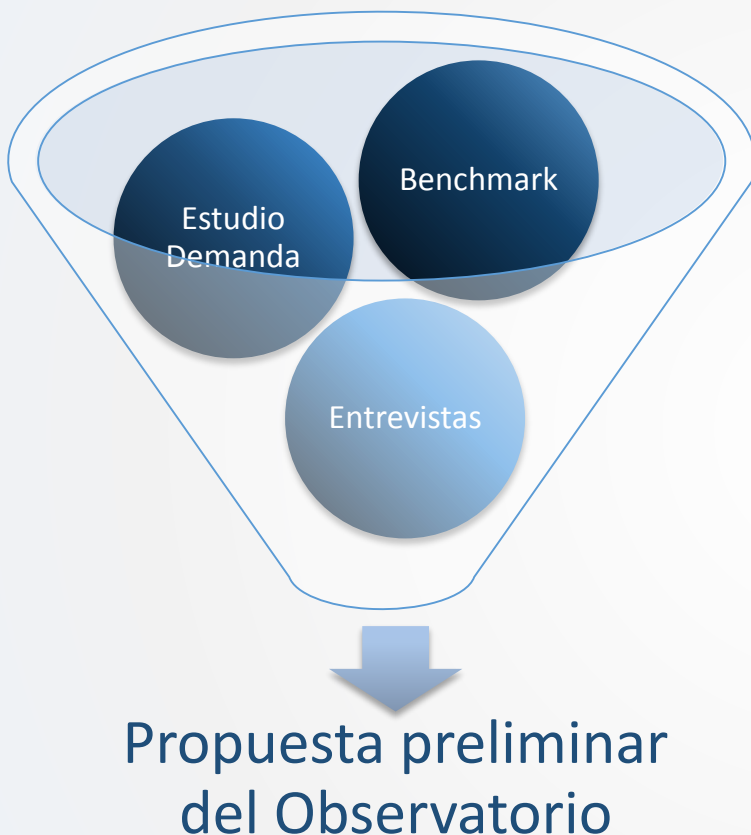 Benchmark
Estudio
Demanda
Entrevistas
Propuesta preliminar
del Observatorio